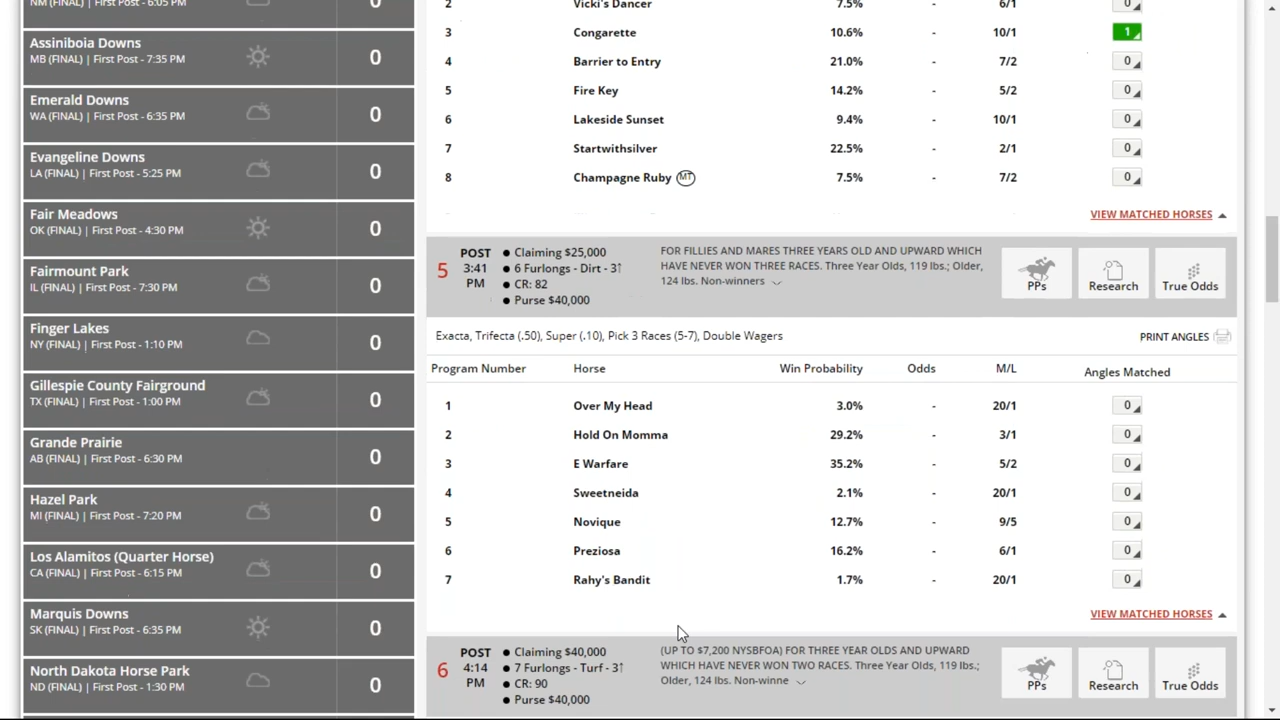 NM (FINAL) | First Post - 6:05 PM
0
Assiniboia Downs
MB (FINAL) | First Post - 7:35 PM
0
Emerald Downs
WA (FINAL) | First Post - 6:35 PM
0
Evangeline Downs
LA (FINAL) | First Post - 5:25 PM
0
Fair Meadows
OK (FINAL) | First Post - 4:30 PM
0
Fairmount Park
IL (FINAL) | First Post - 7:30 PM
0
Finger Lakes
NY (FINAL) | First Post - 1:10 PM
0
Gillespie County Fairground
TX (FINAL) | First Post - 1:00 PM
0
Grande Prairie
AB (FINAL) | First Post - 6:30 PM
0
Hazel Park
MI (FINAL) | First Post - 7:20 PM
0
Los Alamitos (Quarter Horse)
CA (FINAL) | First Post - 6:15 PM
0
Marquis Downs
SK (FINAL) | First Post - 6:35 PM
0
North Dakota Horse Park
ND (FINAL) | First Post - 1:30 PM
0
2 Vicki's Dancer 7.5% - 6/1 0
3 Congarette 10.6% - 10/1 1
4 Barrier to Entry 21.0% - 7/2 0
5 Fire Key 14.2% - 5/2 0
6 Lakeside Sunset 9.4% - 10/1 0
7 Startwithsilver 22.5% - 2/1 0
8 Champagne Ruby MT 7.5% - 7/2 0
VIEW MATCHED HORSES
5
POST
3:41
PM
● Claiming $25,000
● 6 Furlongs - Dirt - 3↑
● CR: 82
● Purse $40,000
FOR FILLIES AND MARES THREE YEARS OLD AND UPWARD WHICH
HAVE NEVER WON THREE RACES. Three Year Olds, 119 lbs.; Older,
124 lbs. Non-winners
PPs
Research
True Odds
Exacta, Trifecta (.50), Super (.10), Pick 3 Races (5-7), Double Wagers
PRINT ANGLES
Program Number Horse Win Probability Odds M/L Angles Matched
1 Over My Head 3.0% - 20/1 0
2 Hold On Momma 29.2% - 3/1 0
3 E Warfare 35.2% - 5/2 0
4 Sweetneida 2.1% - 20/1 0
5 Novique 12.7% - 9/5 0
6 Preziosa 16.2% - 6/1 0
7 Rahy's Bandit 1.7% - 20/1 0
VIEW MATCHED HORSES
6
POST
4:14
PM
● Claiming $40,000
● 7 Furlongs - Turf - 3↑
● CR: 90
● Purse $40,000
(UP TO $7,200 NYSBFOA) FOR THREE YEAR OLDS AND UPWARD
WHICH HAVE NEVER WON TWO RACES. Three Year Olds, 119 lbs.;
Older, 124 lbs. Non-winne
PPs
Research
True Odds